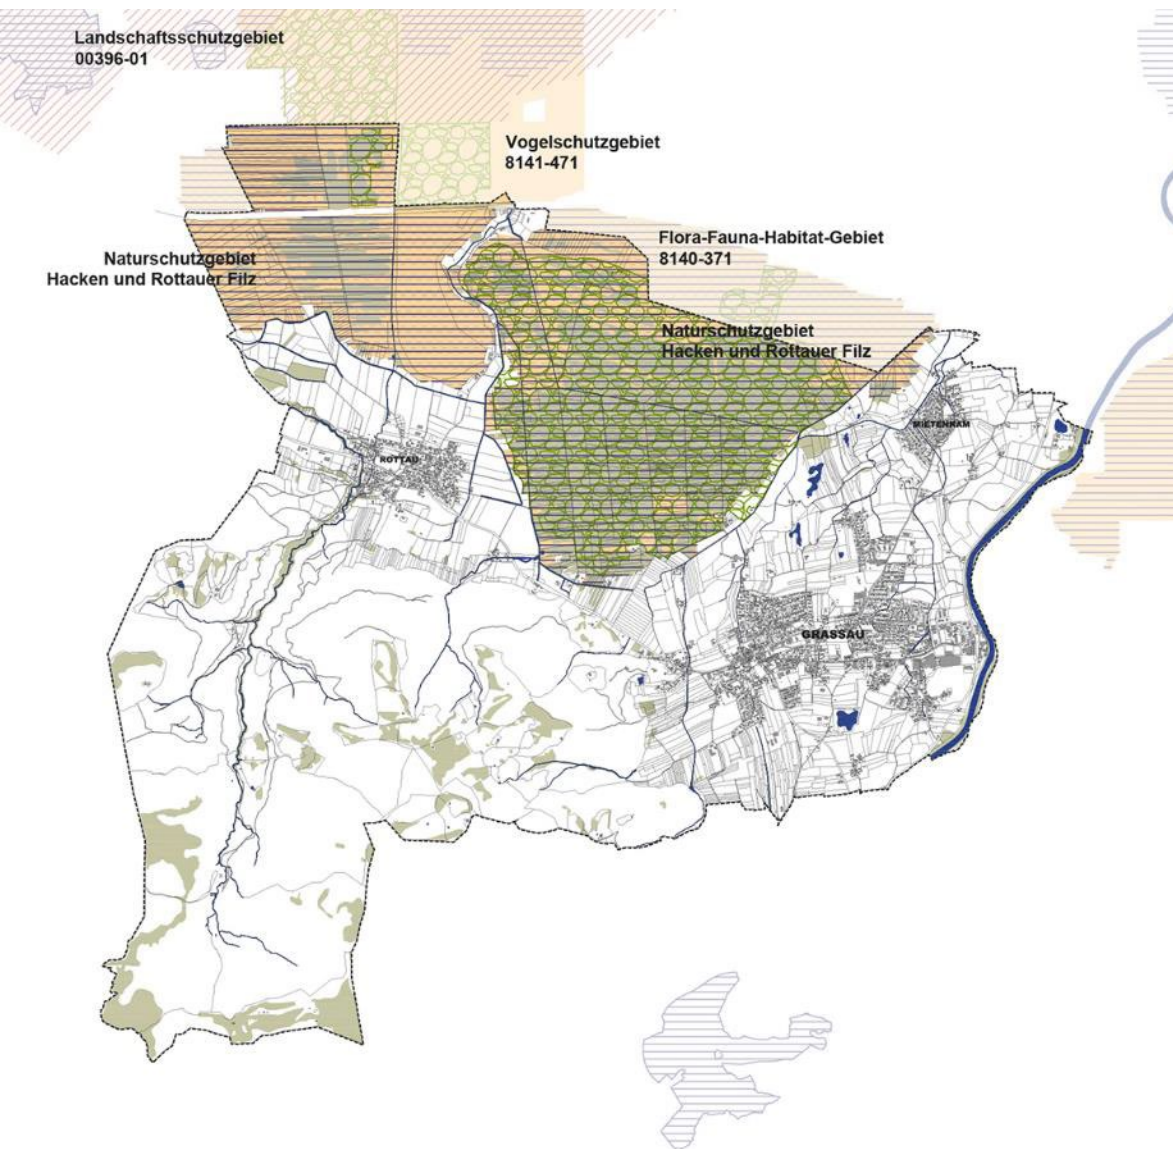 Landschaftsschutzgebiet
00396-01
Vogelschutzgebiet
8141-471
Flora-Fauna-Habitat-Gebiet
8140-371
Naturschutzgebiet
Hacken und Rottauer Filz
Naturschutzgebiet
Hacken und Rottauer Filz
MIETENKAM
ROTTAU
GRASSAU